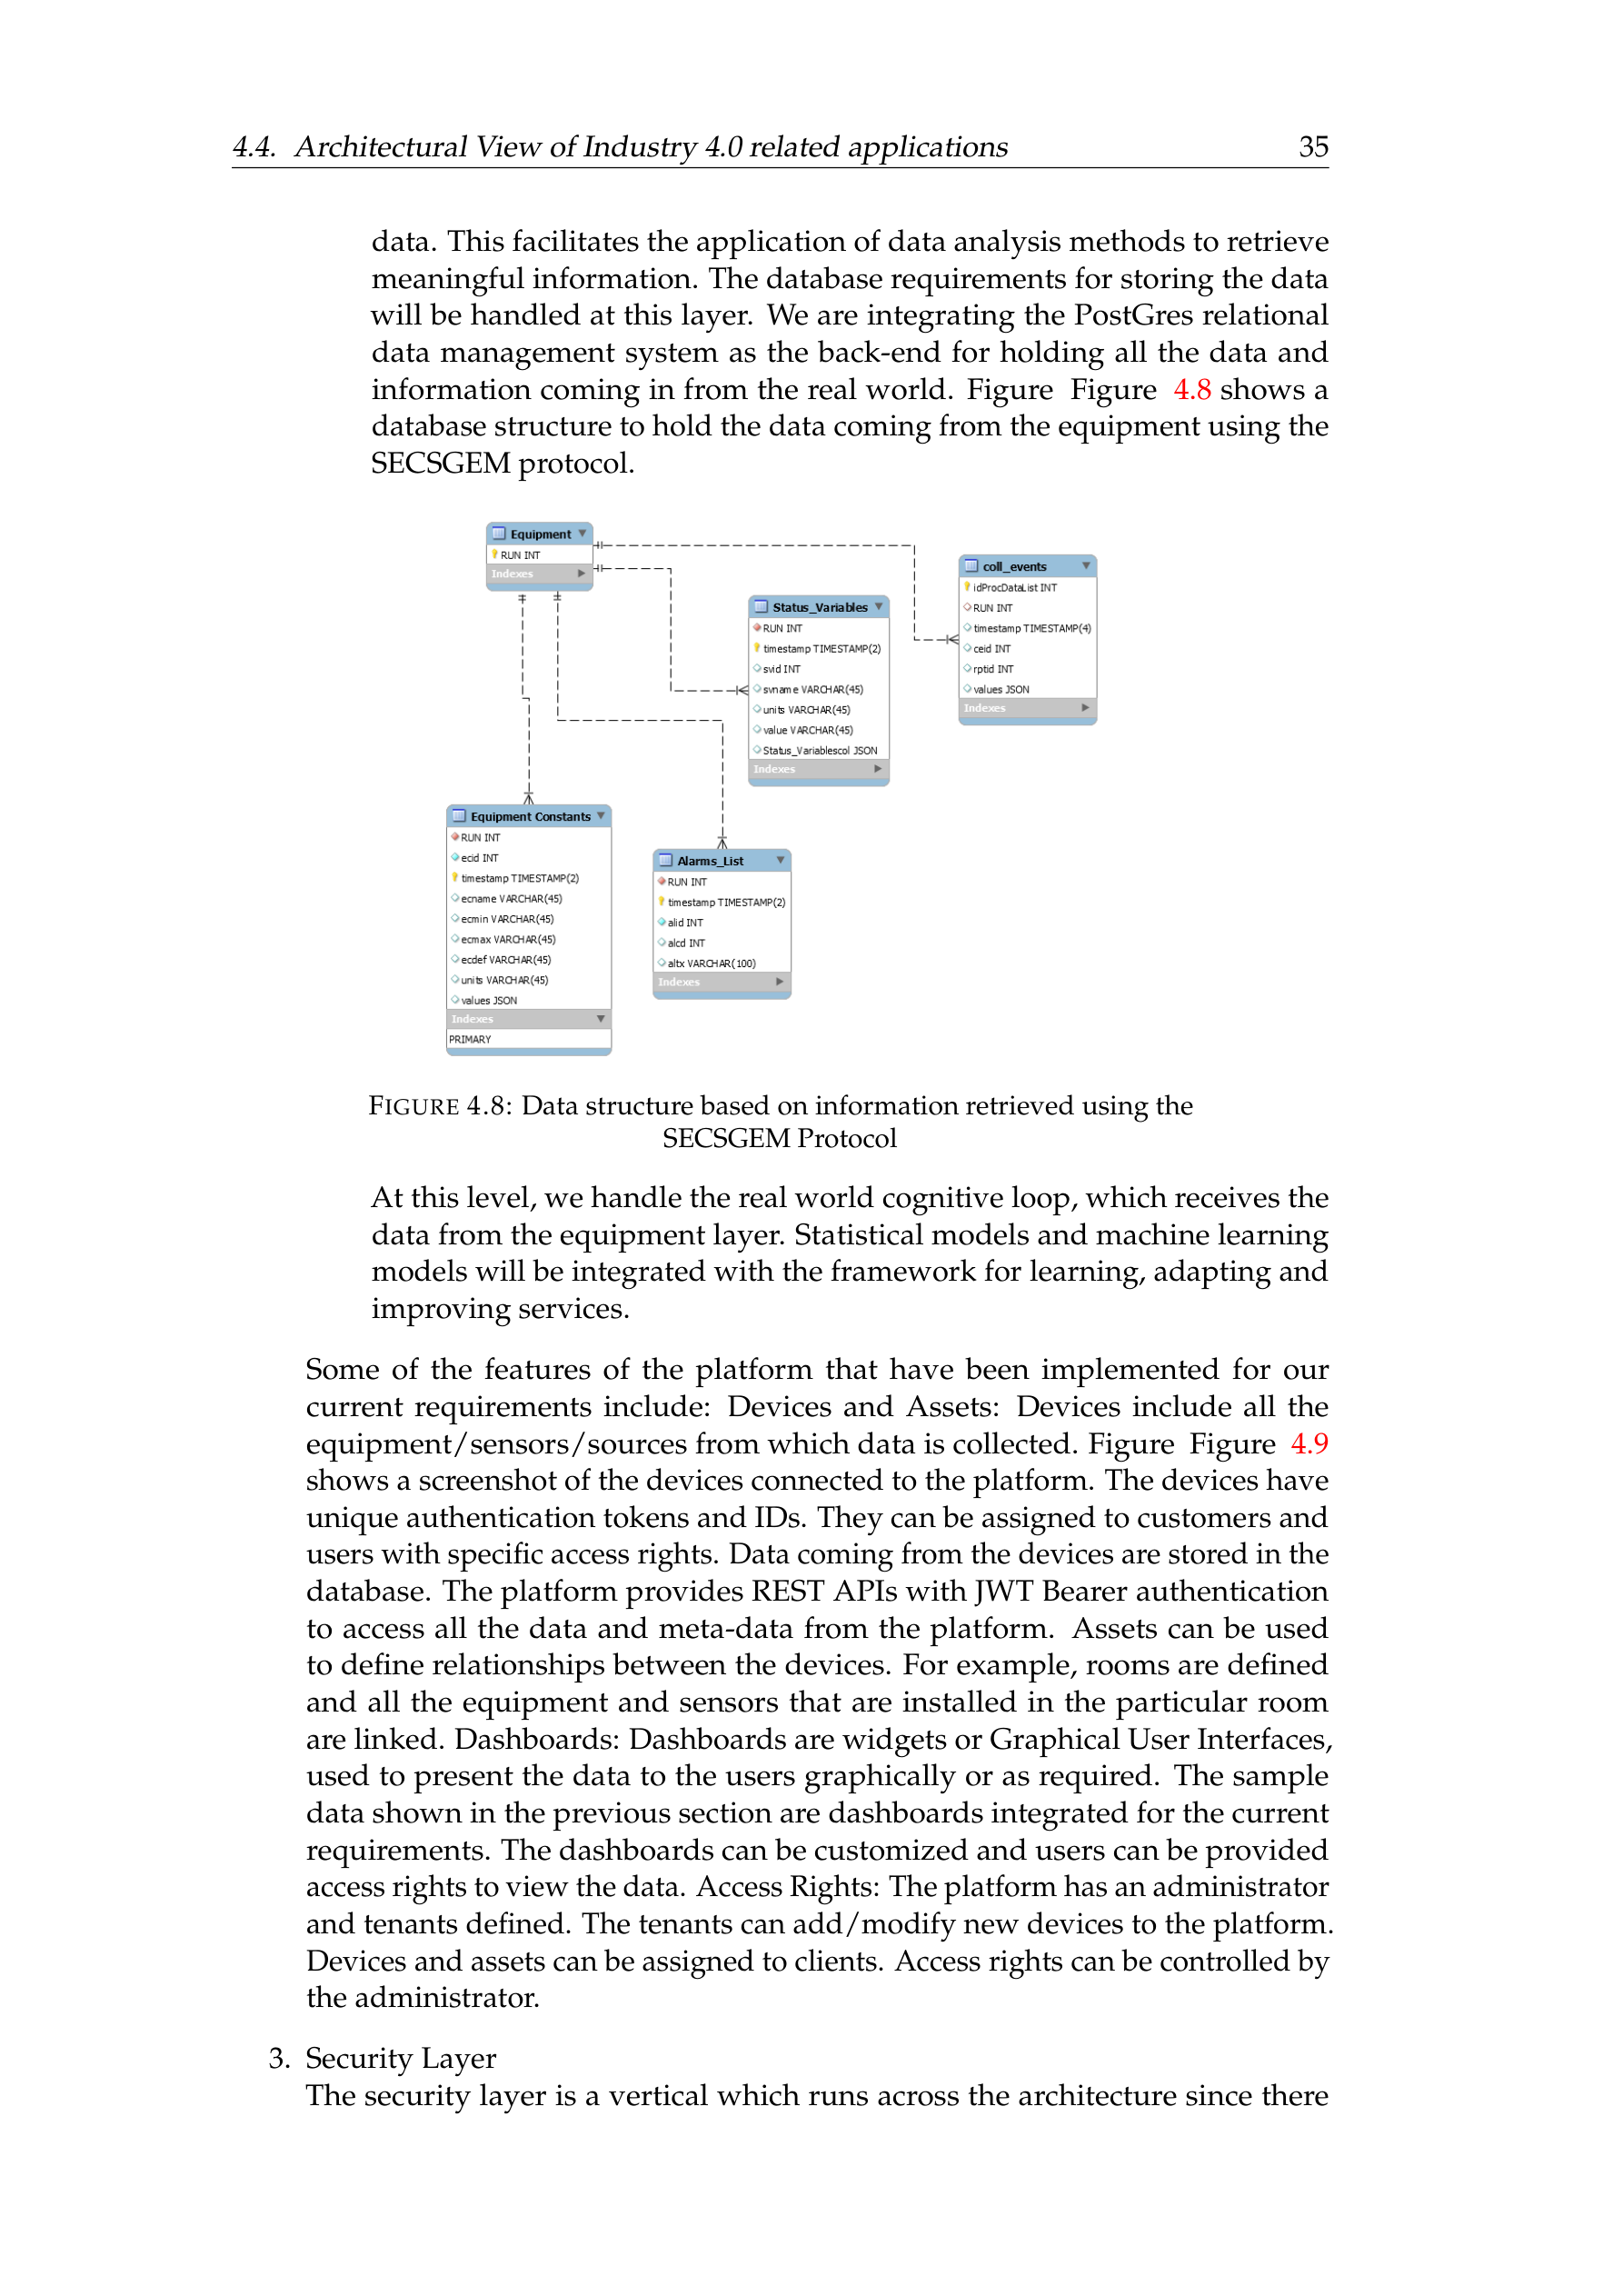 4.4. Architectural View of Industry 4.0 related applications 35
data. This facilitates the application of data analysis methods to retrieve
meaningful information. The database requirements for storing the data
will be handled at this layer. We are integrating the PostGres relational
data management system as the back-end for holding all the data and
information coming in from the real world. Figure Figure 4.8 shows a
database structure to hold the data coming from the equipment using the
SECSGEM protocol.
Equipment
RUN INT
Indexes
coll_events
idProcDataList INT
RUN INT
timestamp TIMESTAMP(4)
ceid INT
rptid INT
values JSON
Indexes
Status_Variables
RUN INT
timestamp TIMESTAMP(2)
svid INT
svname VARCHAR(45)
units VARCHAR(45)
value VARCHAR(45)
Status_Variablescol JSON
Indexes
Equipment Constants
RUN INT
ecid INT
timestamp TIMESTAMP(2)
ecname VARCHAR(45)
ecmin VARCHAR(45)
ecmax VARCHAR(45)
ecdef VARCHAR(45)
units VARCHAR(45)
values JSON
Indexes
PRIMARY
Alarms_List
RUN INT
timestamp TIMESTAMP(2)
alid INT
alcd INT
altx VARCHAR(100)
Indexes
FIGURE 4.8: Data structure based on information retrieved using the
SECSGEM Protocol
At this level, we handle the real world cognitive loop, which receives the
data from the equipment layer. Statistical models and machine learning
models will be integrated with the framework for learning, adapting and
improving services.
Some of the features of the platform that have been implemented for our
current requirements include: Devices and Assets: Devices include all the
equipment/sensors/sources from which data is collected. Figure Figure 4.9
shows a screenshot of the devices connected to the platform. The devices have
unique authentication tokens and IDs. They can be assigned to customers and
users with specific access rights. Data coming from the devices are stored in the
database. The platform provides REST APIs with JWT Bearer authentication
to access all the data and meta-data from the platform. Assets can be used
to define relationships between the devices. For example, rooms are defined
and all the equipment and sensors that are installed in the particular room
are linked. Dashboards: Dashboards are widgets or Graphical User Interfaces,
used to present the data to the users graphically or as required. The sample
data shown in the previous section are dashboards integrated for the current
requirements. The dashboards can be customized and users can be provided
access rights to view the data. Access Rights: The platform has an administrator
and tenants defined. The tenants can add/modify new devices to the platform.
Devices and assets can be assigned to clients. Access rights can be controlled by
the administrator.
3. Security Layer
The security layer is a vertical which runs across the architecture since there